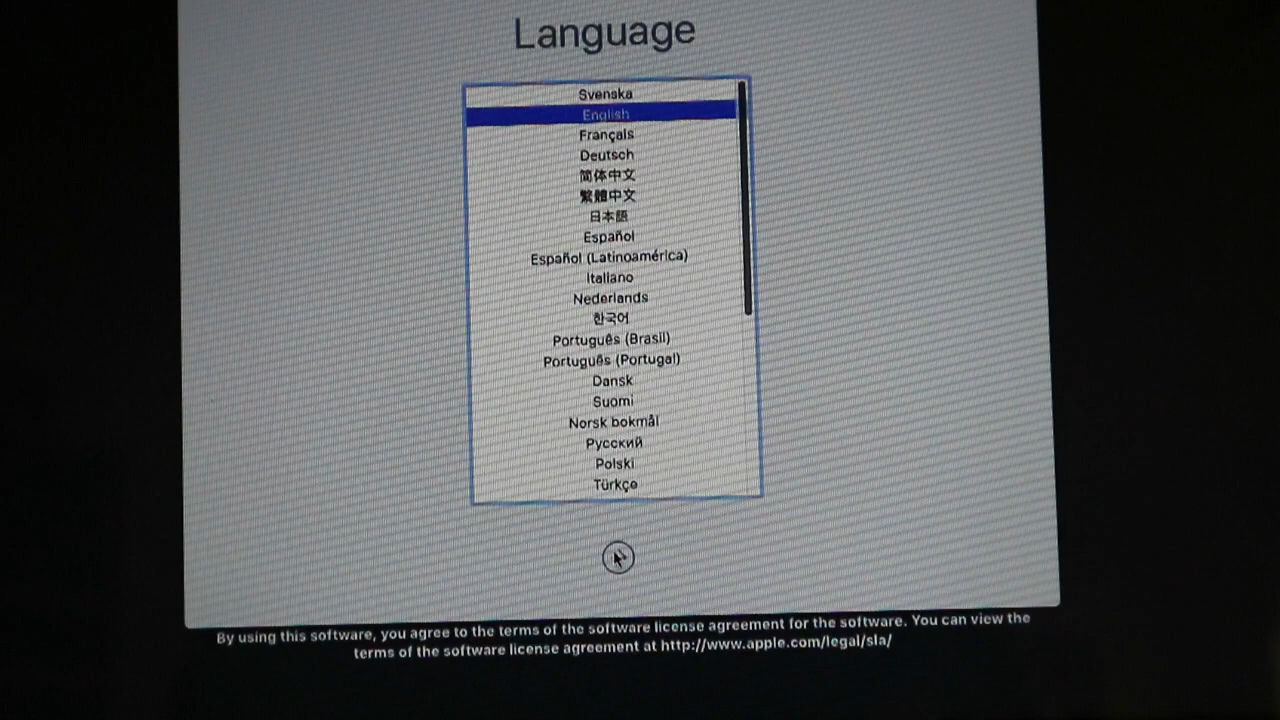 Language
Svenska
English
Français
Deutsch
简体中文
繁體中文
日本語
Español
Español (Latinoamérica)
Italiano
Nederlands
한국어
Português (Brasil)
Português (Portugal)
Dansk
Suomi
Norsk bokmål
Русский
Polski
Türkçe
By using this software, you agree to the terms of the software license agreement for the software. You can view the
terms of the software license agreement at http://www.apple.com/legal/sla/